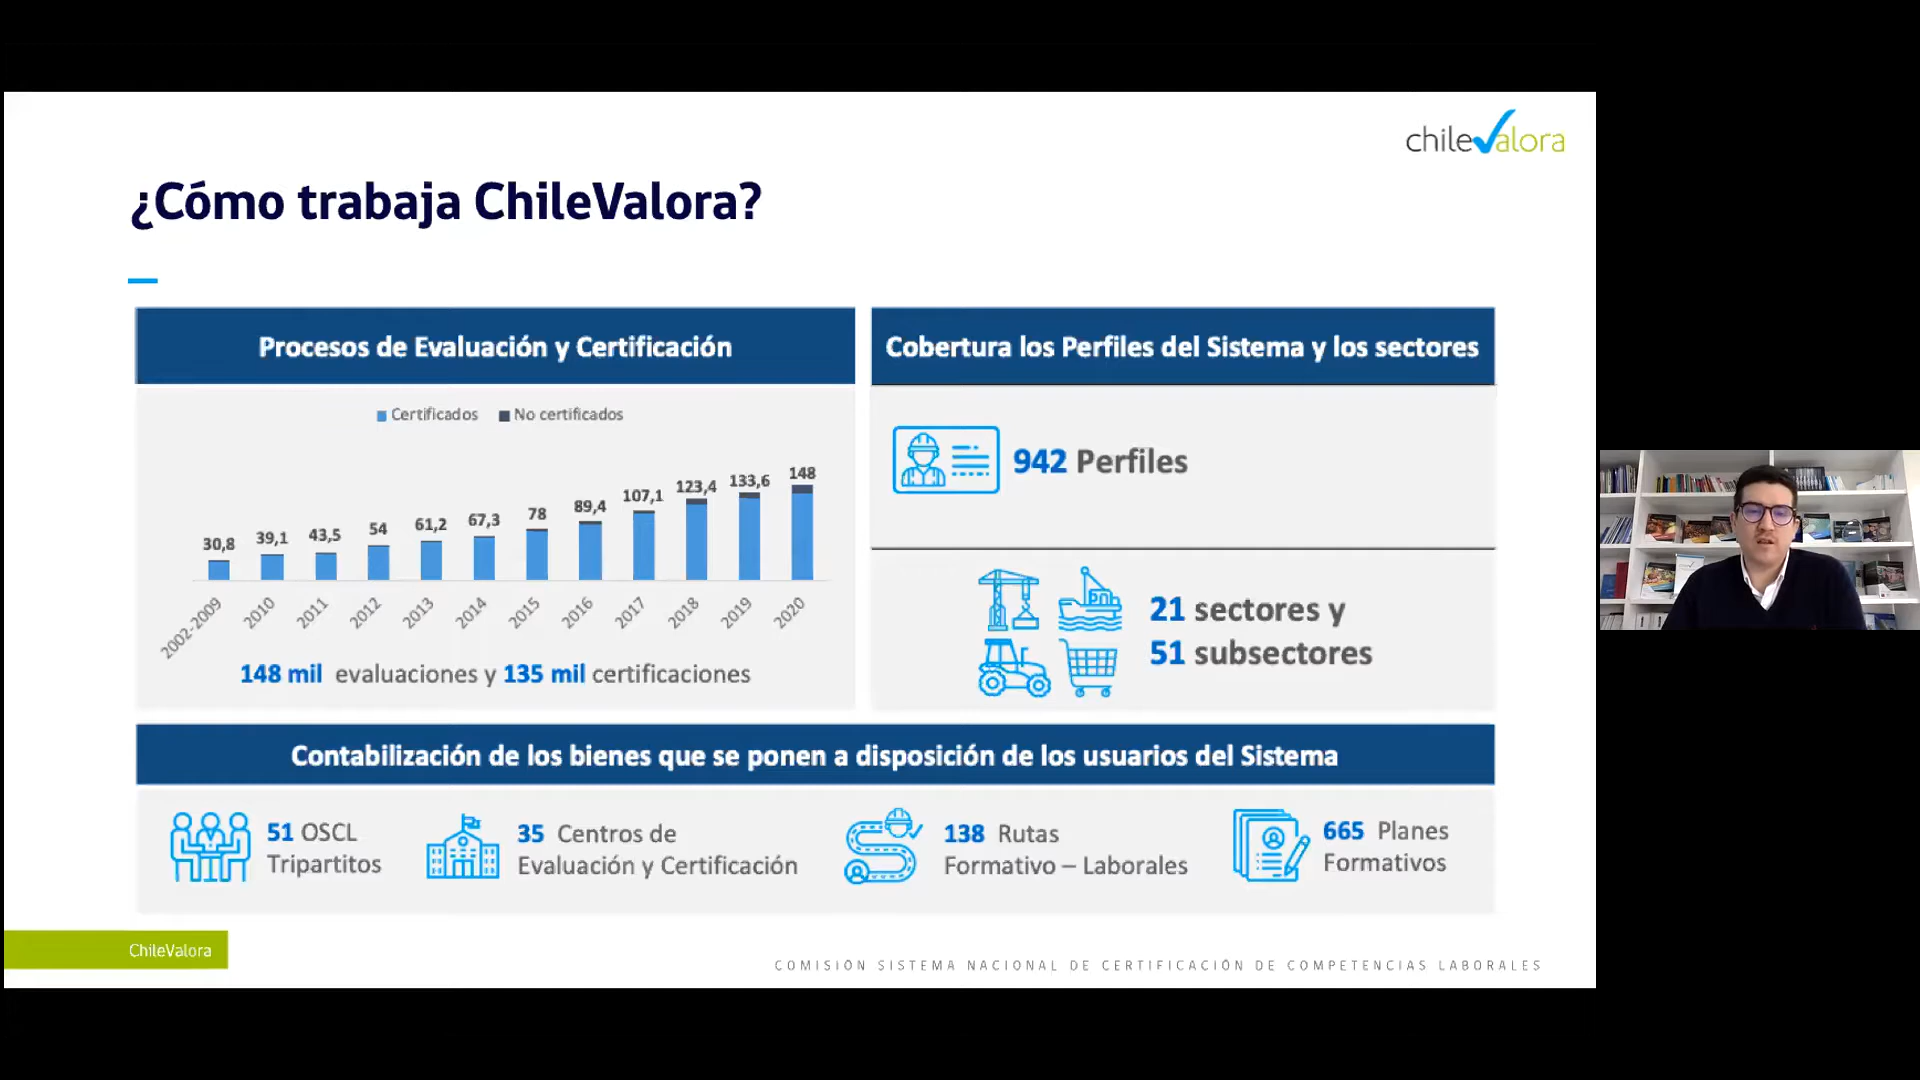 chilevalora
¿Cómo trabaja ChileValora?
Procesos de Evaluación y Certificación
Certificados No certificados
30,8 39,1 43,5 54 61,2 67,3 78 89,4 107,1 123,4 133,6 148
2002-2009 2010 2011 2012 2013 2014 2015 2016 2017 2018 2019 2020
148 mil evaluaciones y 135 mil certificaciones
Cobertura los Perfiles del Sistema y los sectores
942 Perfiles
21 sectores y
51 subsectores
Contabilización de los bienes que se ponen a disposición de los usuarios del Sistema
51 OSCL
Tripartitos
35 Centros de
Evaluación y Certificación
138 Rutas
Formativo – Laborales
665 Planes
Formativos
ChileValora
COMISIÓN SISTEMA NACIONAL DE CERTIFICACIÓN DE COMPETENCIAS LABORALES